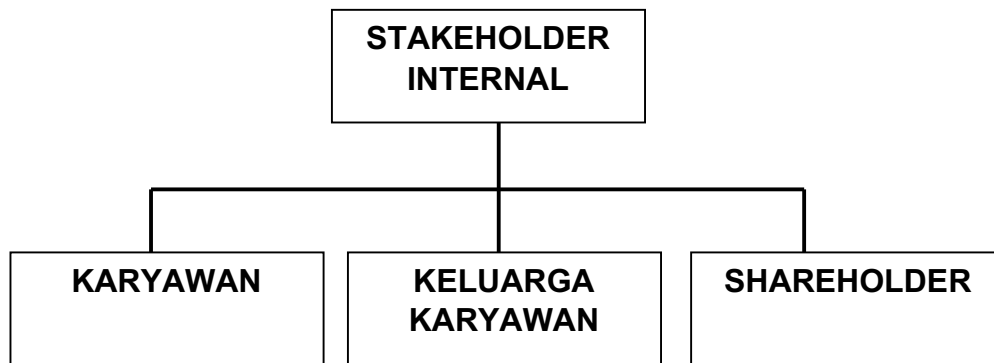 STAKEHOLDER
INTERNAL
KARYAWAN
KELUARGA
KARYAWAN
SHAREHOLDER